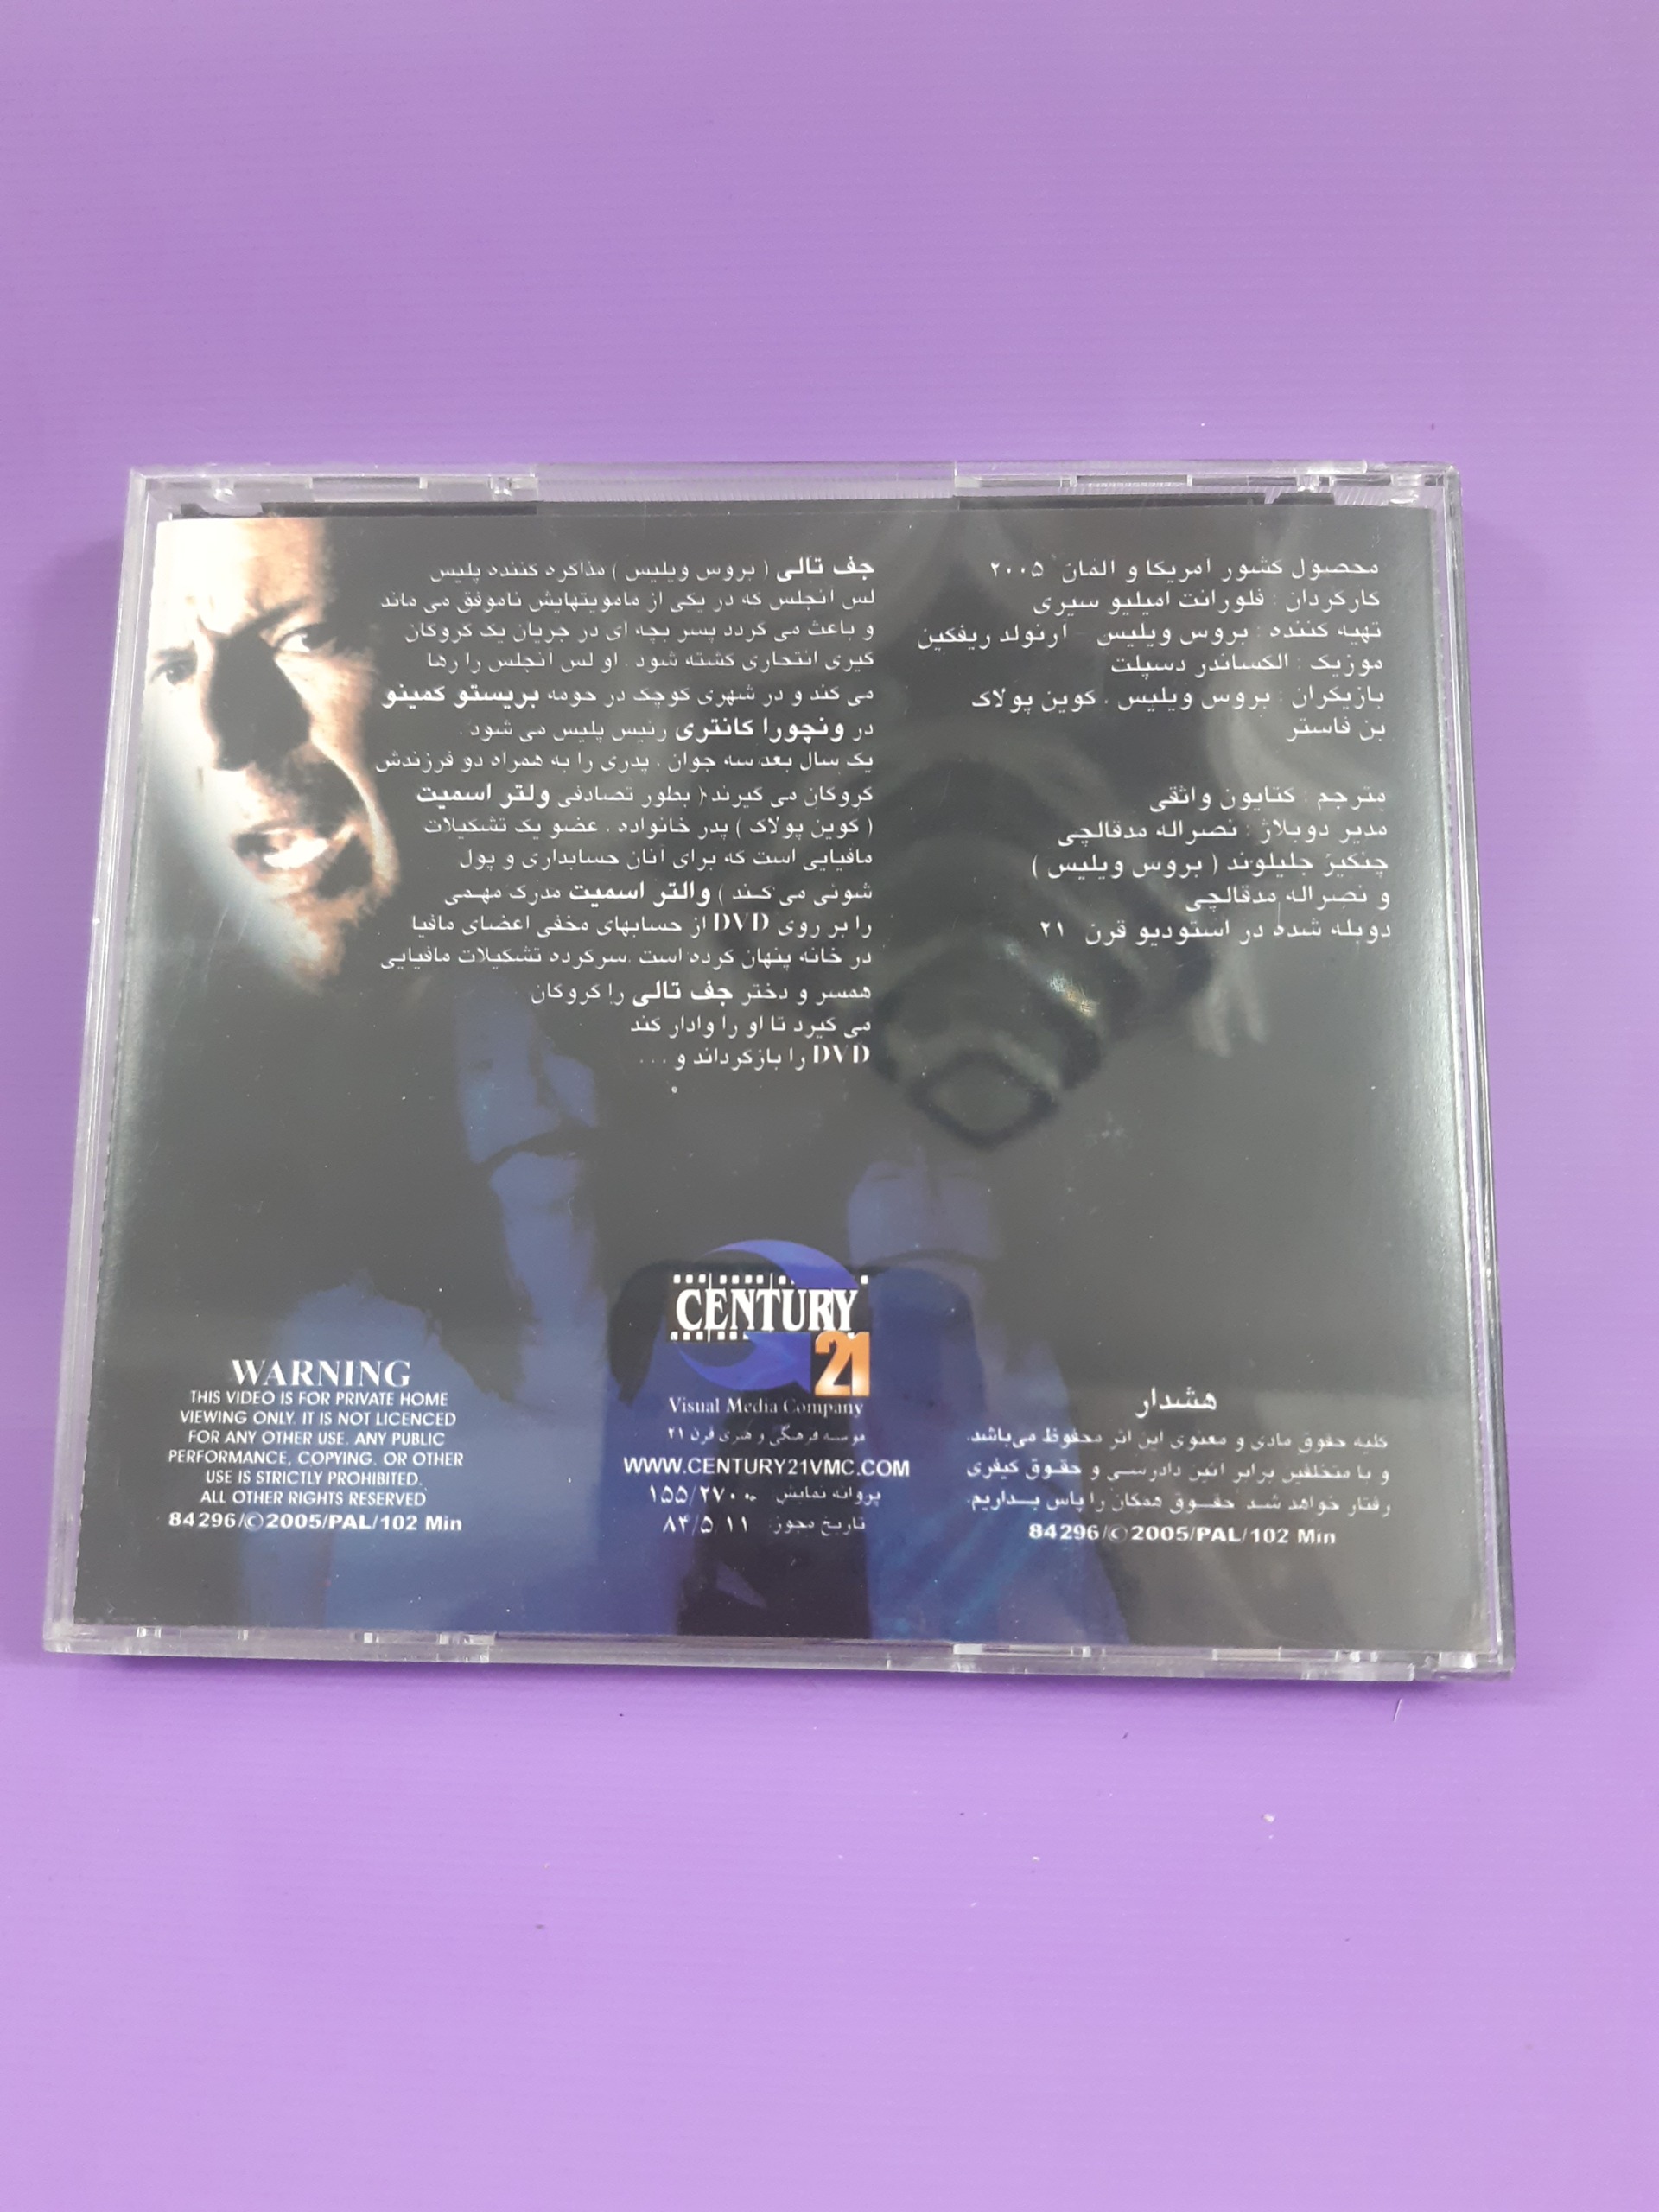 محصول کشور آمریکا و آلمان ۲۰۰۵
کارگردان : فلورانت امیلیو سیری
تهیه کننده : بروس ویلیس - آرنولد ریفکین
موزیک : الکساندر دسپلت
بازیگران : بروس ویلیس . کوین پولاک
بن فاستر
مترجم : کتایون واثقی
مدیر دوبلاژ : نصراله مدقالچی
چنگیز جلیلوند ( بروس ویلیس )
و نصراله مدقالچی
دوبله شده در استودیو قرن ۲۱
جف تالی ( بروس ویلیس ) مذاکره کننده پلیس
لس آنجلس که در یکی از ماموریتهایش ناموفق می ماند
و باعث می گردد پسر بچه ای در جریان یک گروگان
گیری انتحاری کشته شود . او لس آنجلس را رها
می کند و در شهری کوچک در حومه بریستو کمینو
در ونچورا کانتری رئیس پلیس می شود .
یک سال بعد سه جوان ، پدری را به همراه دو فرزندش
گروگان می گیرند ( بطور تصادفی ولتر اسمیت
( کوین پولاک ) پدر خانواده ، عضو یک تشکیلات
مافیایی است که برای آنان حسابداری و پول
شوئی می کند ) والتر اسمیت مدرک مهمی
را بر روی DVD از حسابهای مخفی اعضای مافیا
در خانه پنهان کرده است .سرکرده تشکیلات مافیایی
همسر و دختر جف تالی را گروگان
می گیرد تا او را وادار کند
DVD را بازگرداند و ...
CENTURY
21
Visual Media Company
موسسه فرهنگی و هنری قرن ۲۱
WWW.CENTURY21VMC.COM
پروانه نمایش ۱۵۵/۲۷۰۰
تاریخ مجوز: ۸۴/۵/۱۱
هشدار
کلیه حقوق مادی و معنوی این اثر محفوظ می‌باشد.
و با متخلفین برابر آئین دادرسی و حقوق کیفری
رفتار خواهد شد حقوق همگان را پاس بداریم.
84296/©2005/PAL/102 Min
WARNING
THIS VIDEO IS FOR PRIVATE HOME
VIEWING ONLY. IT IS NOT LICENCED
FOR ANY OTHER USE. ANY PUBLIC
PERFORMANCE, COPYING. OR OTHER
USE IS STRICTLY PROHIBITED.
ALL OTHER RIGHTS RESERVED
84296/©2005/PAL/102 Min